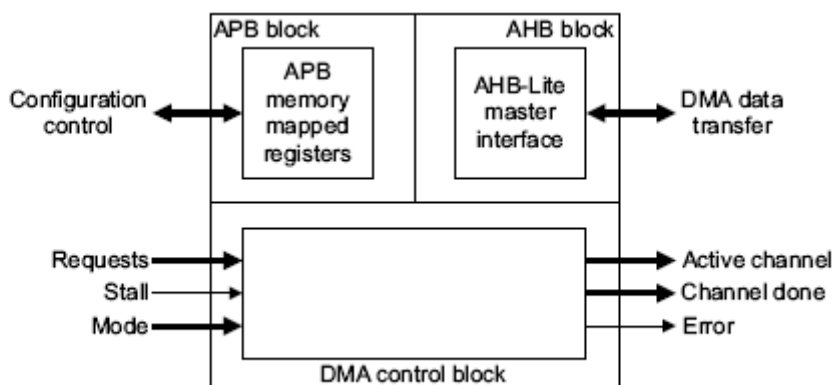 APB block
AHB block
APB
memory
mapped
registers
AHB-Lite
master
interface
Configuration
control
DMA data
transfer
Requests
Stall
Mode
Active channel
Channel done
Error
DMA control block